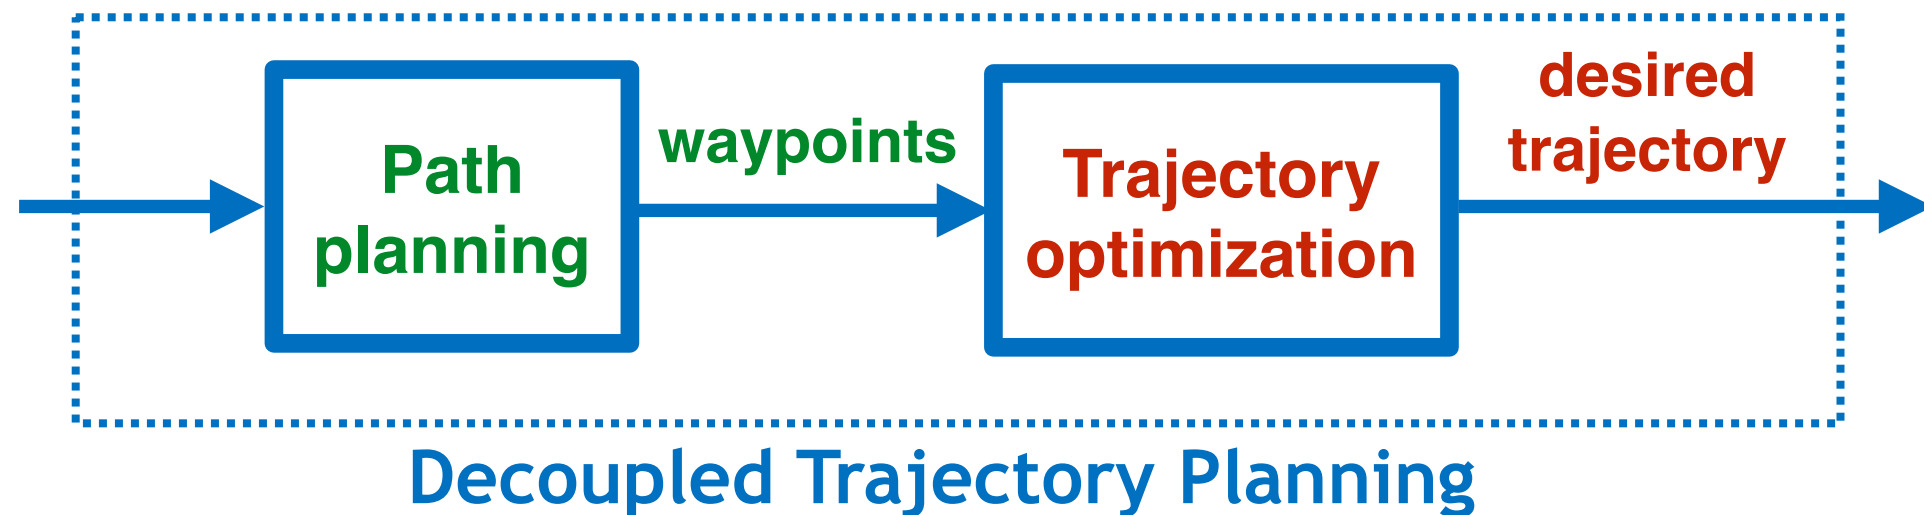 Path
planning
waypoints
Trajectory
optimization
desired
trajectory
Decoupled Trajectory Planning